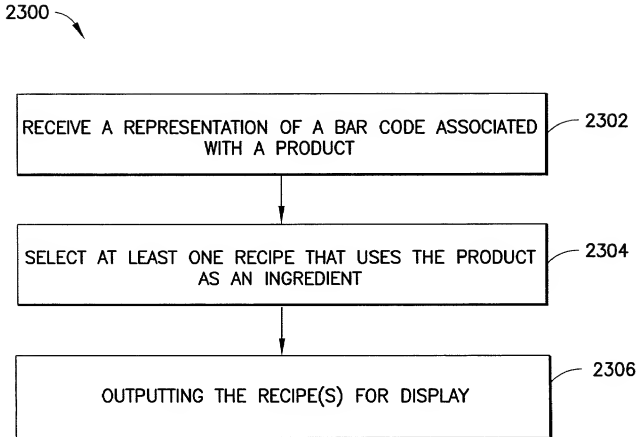 2300
RECEIVE A REPRESENTATION OF A BAR CODE ASSOCIATED
WITH A PRODUCT
2302
SELECT AT LEAST ONE RECIPE THAT USES THE PRODUCT
AS AN INGREDIENT
2304
OUTPUTTING THE RECIPE(S) FOR DISPLAY
2306